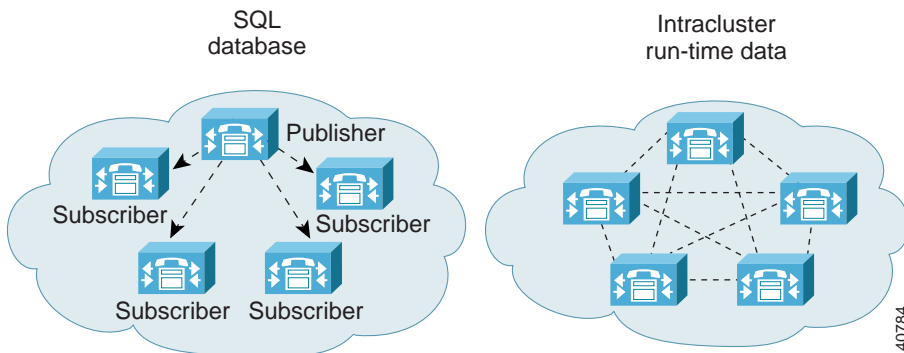 SQL
database
Intracluster
run-time data
Publisher
Subscriber
Subscriber
Subscriber
Subscriber
40784